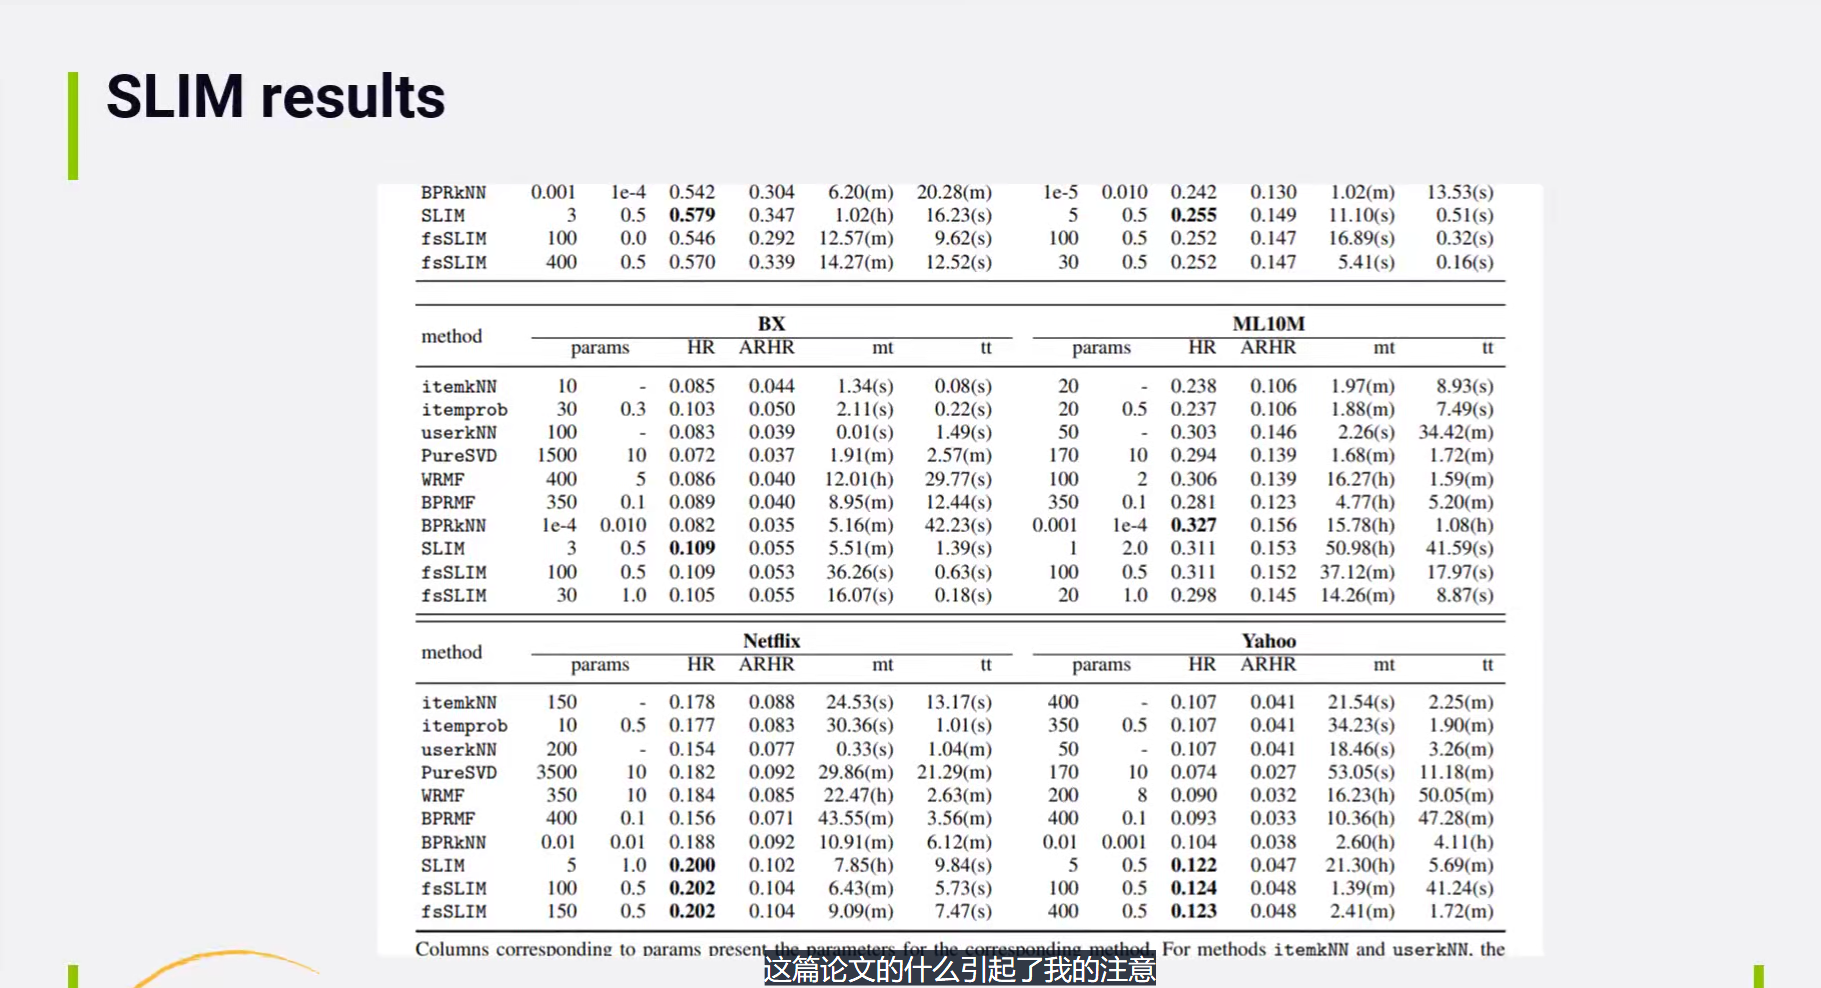 SLIM results
BPRkNN 0.001 1e-4 0.542 0.304 6.20(m) 20.28(m) 1e-5 0.010 0.242 0.130 1.02(m) 13.53(s)
SLIM 3 0.5 0.579 0.347 1.02(h) 16.23(s) 5 0.5 0.255 0.149 11.10(s) 0.51(s)
fsSLIM 100 0.0 0.546 0.292 12.57(m) 9.62(s) 100 0.5 0.252 0.147 16.89(s) 0.32(s)
fsSLIM 400 0.5 0.570 0.339 14.27(m) 12.52(s) 30 0.5 0.252 0.147 5.41(s) 0.16(s)
method BX ML10M
params HR ARHR mt tt params HR ARHR mt tt
itemkNN 10 - 0.085 0.044 1.34(s) 0.08(s) 20 - 0.238 0.106 1.97(m) 8.93(s)
itemprob 30 0.3 0.103 0.050 2.11(s) 0.22(s) 20 0.5 0.237 0.106 1.88(m) 7.49(s)
userkNN 100 - 0.083 0.039 0.01(s) 1.49(s) 50 - 0.303 0.146 2.26(s) 34.42(m)
PureSVD 1500 10 0.072 0.037 1.91(m) 2.57(m) 170 10 0.294 0.139 1.68(m) 1.72(m)
WRMF 400 5 0.086 0.040 12.01(h) 29.77(s) 100 2 0.306 0.139 16.27(h) 1.59(m)
BPRMF 350 0.1 0.089 0.040 8.95(m) 12.44(s) 350 0.1 0.281 0.123 4.77(h) 5.20(m)
BPRkNN 1e-4 0.010 0.082 0.035 5.16(m) 42.23(s) 0.001 1e-4 0.327 0.156 15.78(h) 1.08(h)
SLIM 3 0.5 0.109 0.055 5.51(m) 1.39(s) 1 2.0 0.311 0.153 50.98(h) 41.59(s)
fsSLIM 100 0.5 0.109 0.053 36.26(s) 0.63(s) 100 0.5 0.311 0.152 37.12(m) 17.97(s)
fsSLIM 30 1.0 0.105 0.055 16.07(s) 0.18(s) 20 1.0 0.298 0.145 14.26(m) 8.87(s)
method Netflix Yahoo
params HR ARHR mt tt params HR ARHR mt tt
itemkNN 150 - 0.178 0.088 24.53(s) 13.17(s) 400 - 0.107 0.041 21.54(s) 2.25(m)
itemprob 10 0.5 0.177 0.083 30.36(s) 1.01(s) 350 0.5 0.107 0.041 34.23(s) 1.90(m)
userkNN 200 - 0.154 0.077 0.33(s) 1.04(m) 50 - 0.107 0.041 18.46(s) 3.26(m)
PureSVD 3500 10 0.182 0.092 29.86(m) 21.29(m) 170 10 0.074 0.027 53.05(s) 11.18(m)
WRMF 350 10 0.184 0.085 22.47(h) 2.63(m) 200 8 0.090 0.032 16.23(h) 50.05(m)
BPRMF 400 0.1 0.156 0.071 43.55(m) 3.56(m) 400 0.1 0.093 0.033 10.36(h) 47.28(m)
BPRkNN 0.01 0.01 0.188 0.092 10.91(m) 6.12(m) 0.01 0.001 0.104 0.038 2.60(h) 4.11(h)
SLIM 5 1.0 0.200 0.102 7.85(h) 9.84(s) 5 0.5 0.122 0.047 21.30(h) 5.69(m)
fsSLIM 100 0.5 0.202 0.104 6.43(m) 5.73(s) 100 0.5 0.124 0.048 1.39(m) 41.24(s)
fsSLIM 150 0.5 0.202 0.104 9.09(m) 7.47(s) 400 0.5 0.123 0.048 2.41(m) 1.72(m)
Columns corresponding to params present the parameters for the corresponding method. For methods itemkNN and userkNN, the
这篇论文的什么引起了我的注意